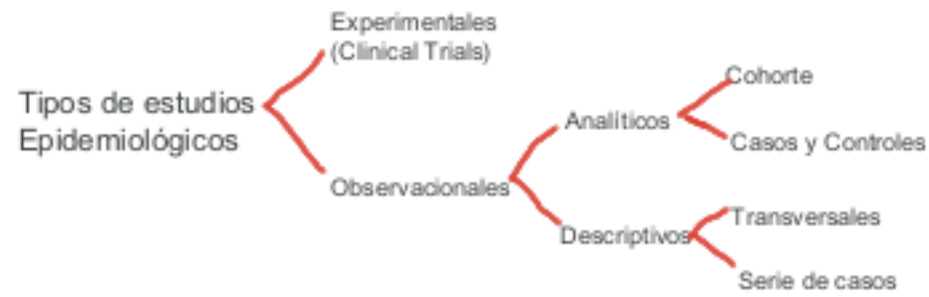 Experimentales
(Clinical Trials)
Tipos de estudios
Epidemiológicos
Observacionales
Analíticos
Cohorte
Casos y Controles
Descriptivos
Transversales
Serie de casos